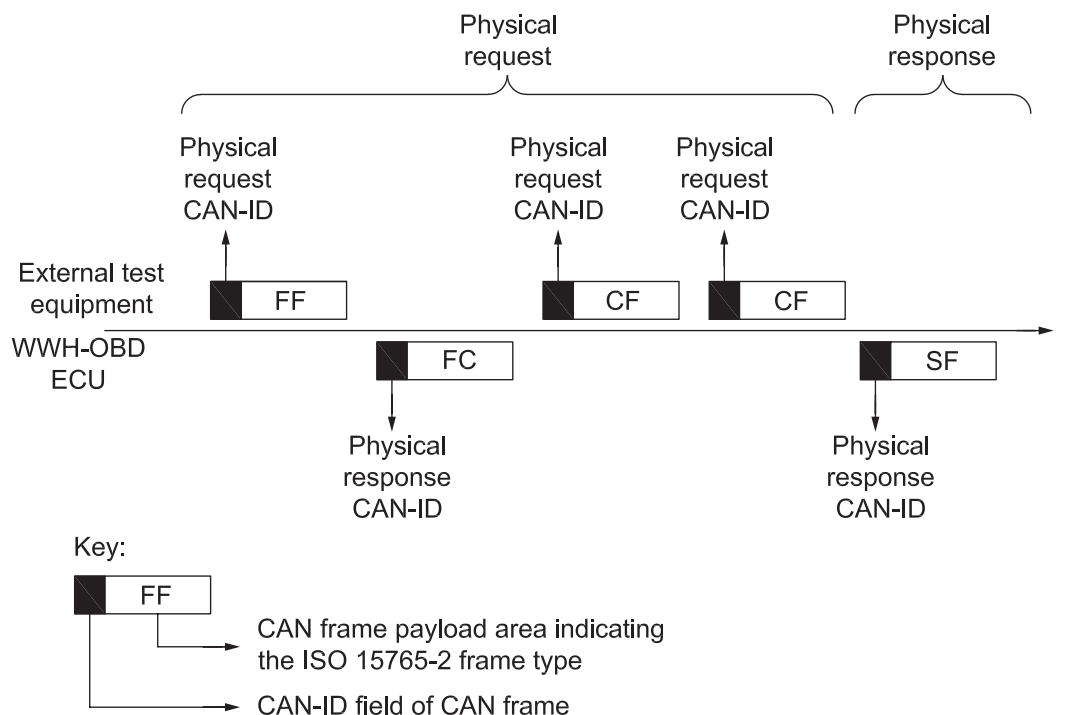 Physical
request
Physical
response
Physical
request
CAN-ID
Physical
request
CAN-ID
Physical
request
CAN-ID
External test
equipment
FF
CF
CF
WWH-OBD
ECU
FC
SF
Physical
response
CAN-ID
Physical
response
CAN-ID
Key:
FF
CAN frame payload area indicating
the ISO 15765-2 frame type
CAN-ID field of CAN frame